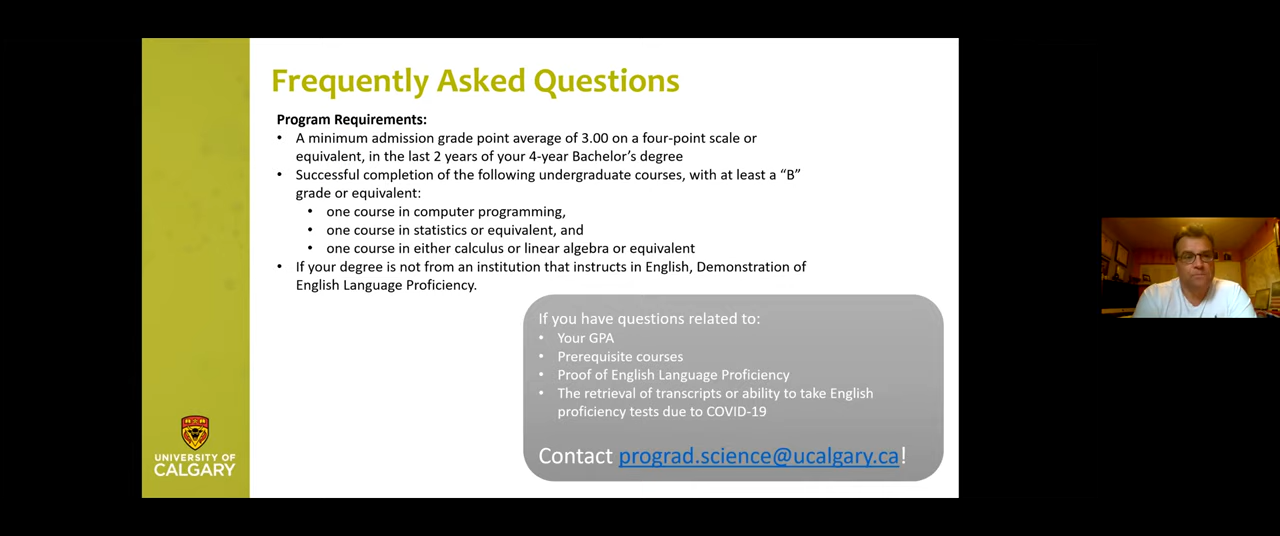 Frequently Asked Questions
Program Requirements:
• A minimum admission grade point average of 3.00 on a four-point scale or
equivalent, in the last 2 years of your 4-year Bachelor's degree
• Successful completion of the following undergraduate courses, with at least a “B”
grade or equivalent:
• one course in computer programming,
• one course in statistics or equivalent, and
• one course in either calculus or linear algebra or equivalent
• If your degree is not from an institution that instructs in English, Demonstration of
English Language Proficiency.
If you have questions related to:
• Your GPA
• Prerequisite courses
• Proof of English Language Proficiency
• The retrieval of transcripts or ability to take English
proficiency tests due to COVID-19
Contact prograd.science@ucalgary.ca!
UNIVERSITY OF
CALGARY